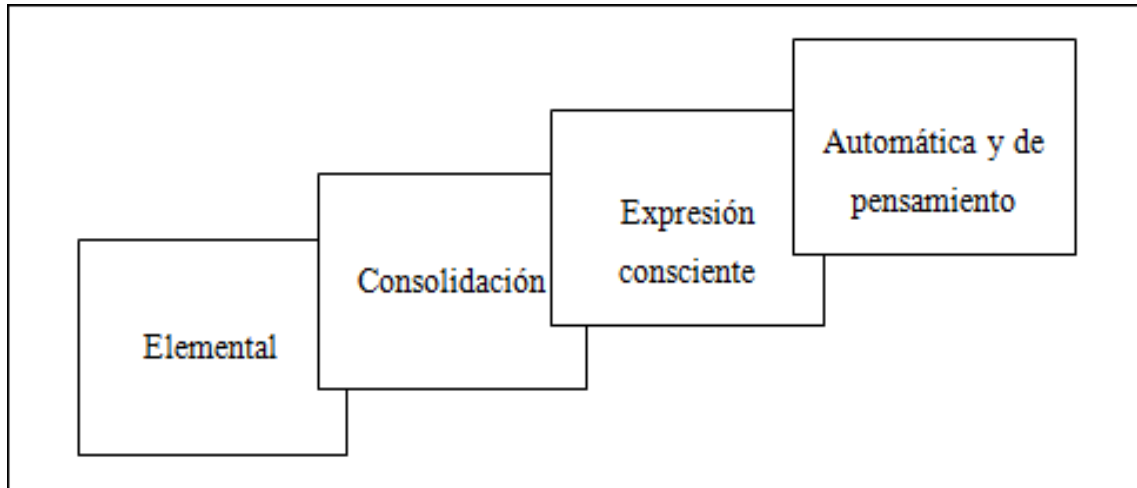 Elemental
Consolidación
Expresión
consciente
Automática y de
pensamiento